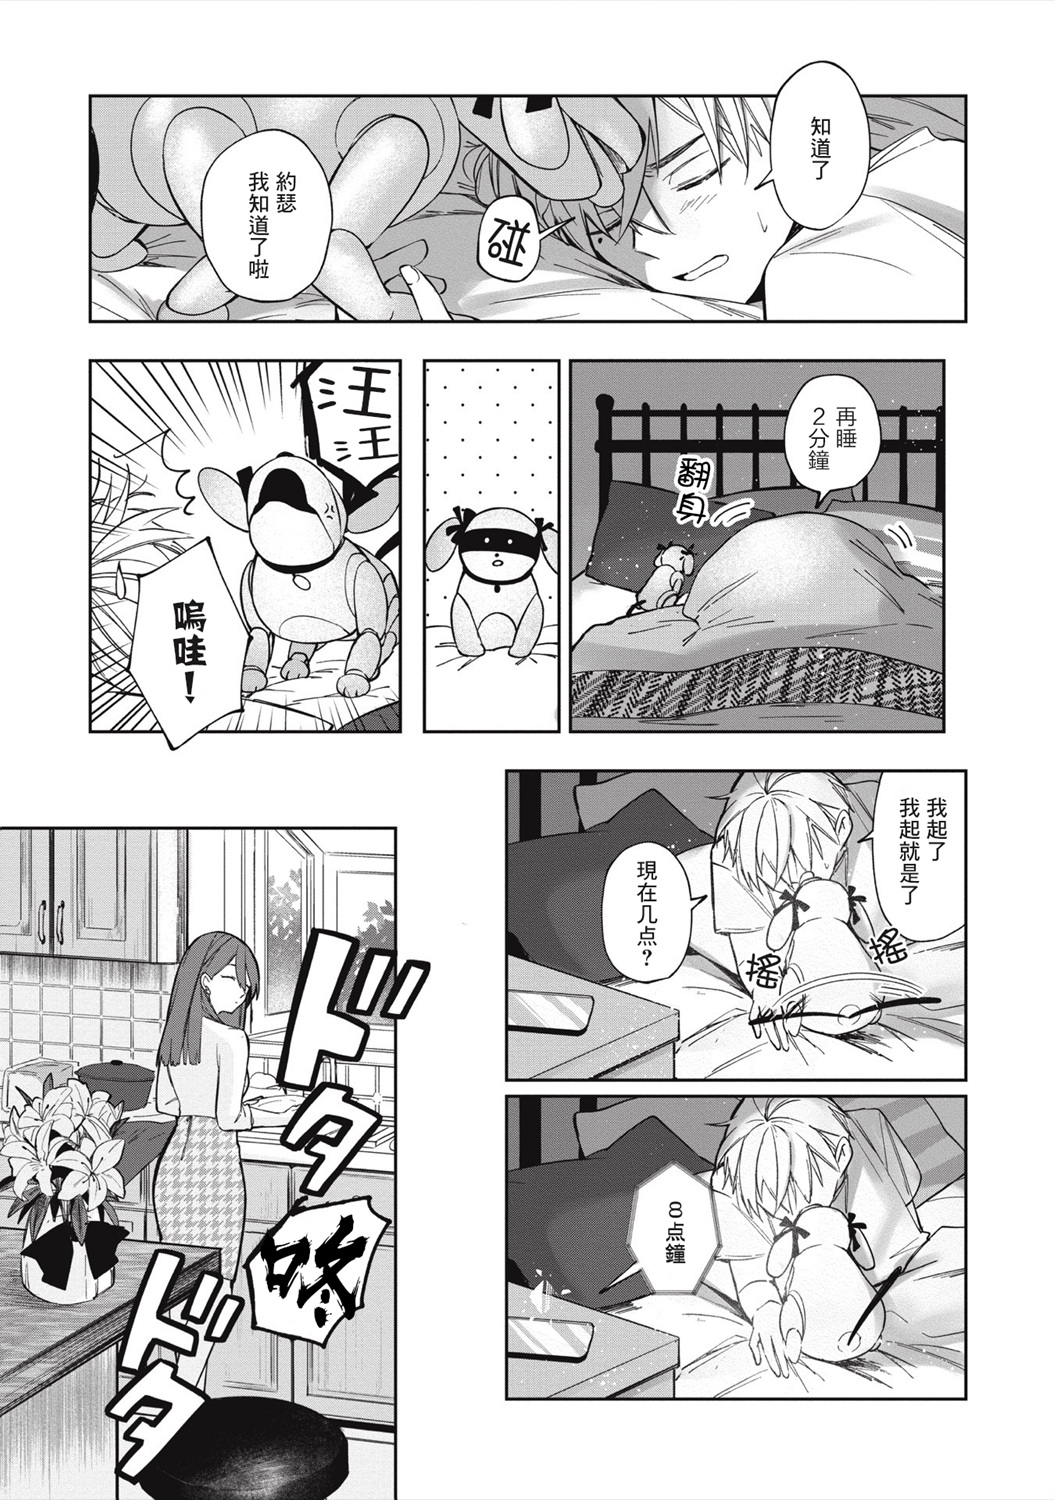 知道了
碰
約瑟
我知道了啦
再睡
2分鐘
翻身
汪汪
嗚哇！
我起了
我起就是了
搖
搖
現在几点？
8点鐘
ドタ
咚
ドタ